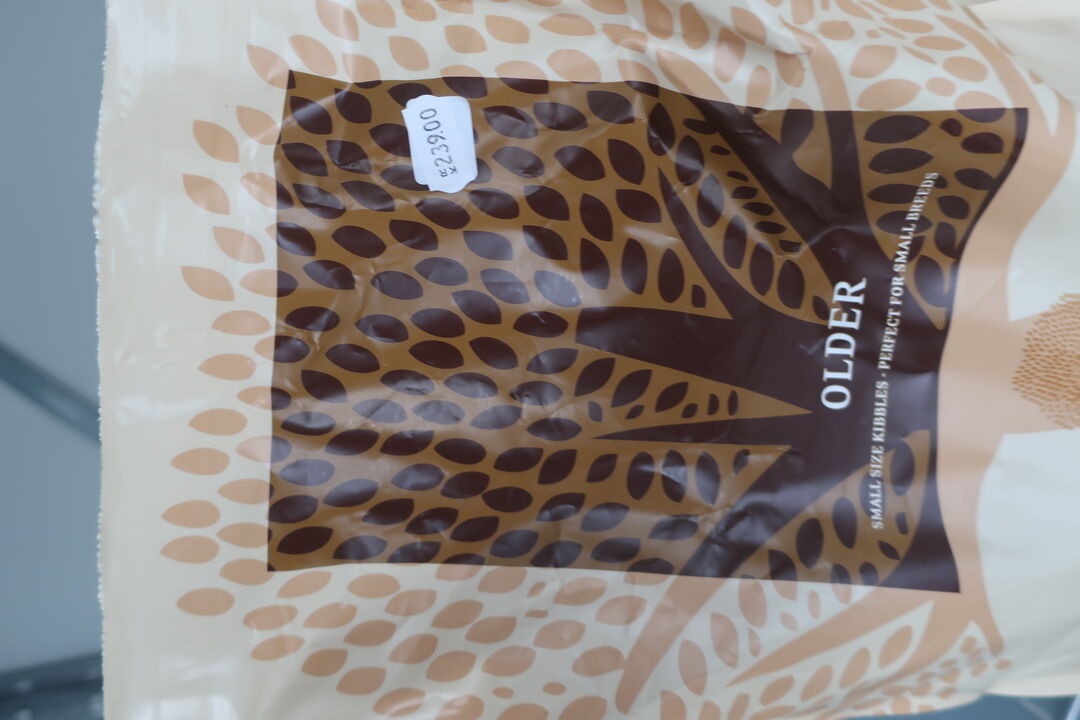 ¤×239.00
OLDER
SMALL SIZE KIBBLES · PERFECT FOR SMALL BREEDS